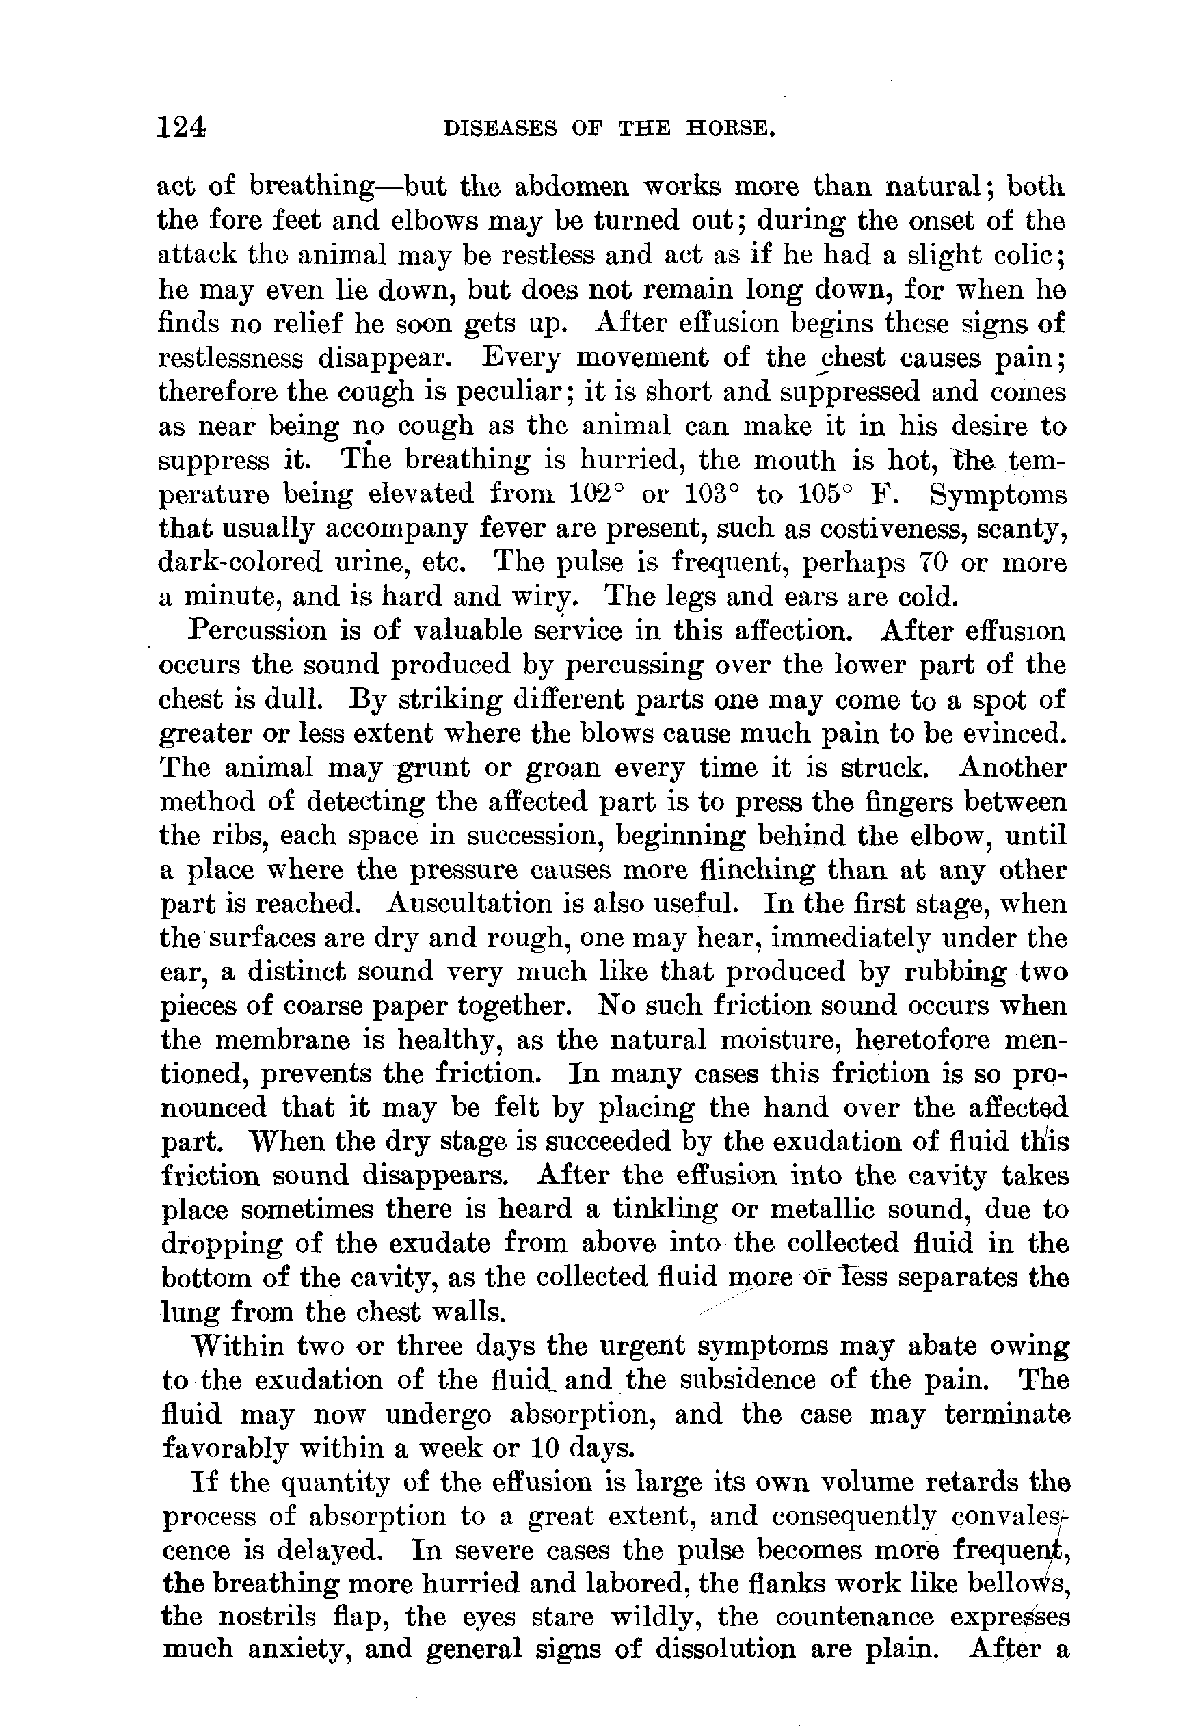 124 DISEASES OF THE HORSE.
act of breathing—but the abdomen works more than natural; both
the fore feet and elbows may be turned out; during the onset of the
attack the animal may be restless and act as if he had a slight colic;
he may even lie down, but does not remain long down, for when he
finds no relief he soon gets up. After effusion begins these signs of
restlessness disappear. Every movement of the chest causes pain;
therefore the cough is peculiar; it is short and suppressed and comes
as near being no cough as the animal can make it in his desire to
suppress it. The breathing is hurried, the mouth is hot, the tem-
perature being elevated from 102° or 103° to 105° F. Symptoms
that usually accompany fever are present, such as costiveness, scanty,
dark-colored urine, etc. The pulse is frequent, perhaps 70 or more
a minute, and is hard and wiry. The legs and ears are cold.
Percussion is of valuable service in this affection. After effusion
occurs the sound produced by percussing over the lower part of the
chest is dull. By striking different parts one may come to a spot of
greater or less extent where the blows cause much pain to be evinced.
The animal may grunt or groan every time it is struck. Another
method of detecting the affected part is to press the fingers between
the ribs, each space in succession, beginning behind the elbow, until
a place where the pressure causes more flinching than at any other
part is reached. Auscultation is also useful. In the first stage, when
the surfaces are dry and rough, one may hear, immediately under the
ear, a distinct sound very much like that produced by rubbing two
pieces of coarse paper together. No such friction sound occurs when
the membrane is healthy, as the natural moisture, heretofore men-
tioned, prevents the friction. In many cases this friction is so pro-
nounced that it may be felt by placing the hand over the affected
part. When the dry stage is succeeded by the exudation of fluid this
friction sound disappears. After the effusion into the cavity takes
place sometimes there is heard a tinkling or metallic sound, due to
dropping of the exudate from above into the collected fluid in the
bottom of the cavity, as the collected fluid more or less separates the
lung from the chest walls.
Within two or three days the urgent symptoms may abate owing
to the exudation of the fluid and the subsidence of the pain. The
fluid may now undergo absorption, and the case may terminate
favorably within a week or 10 days.
If the quantity of the effusion is large its own volume retards the
process of absorption to a great extent, and consequently convales-
cence is delayed. In severe cases the pulse becomes more frequent,
the breathing more hurried and labored, the flanks work like bellows,
the nostrils flap, the eyes stare wildly, the countenance expresses
much anxiety, and general signs of dissolution are plain. After a